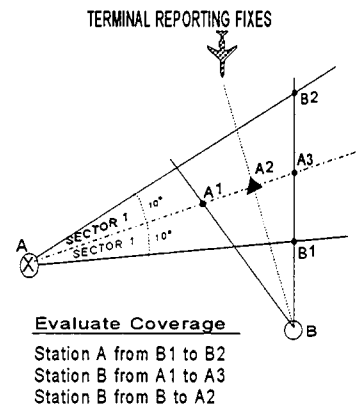 TERMINAL REPORTING FIXES
B2
A3
A2
A1
10°
SECTOR 1
A
X
SECTOR 1
10°
B1
B
Evaluate Coverage
Station A from B1 to B2
Station B from A1 to A3
Station B from B to A2